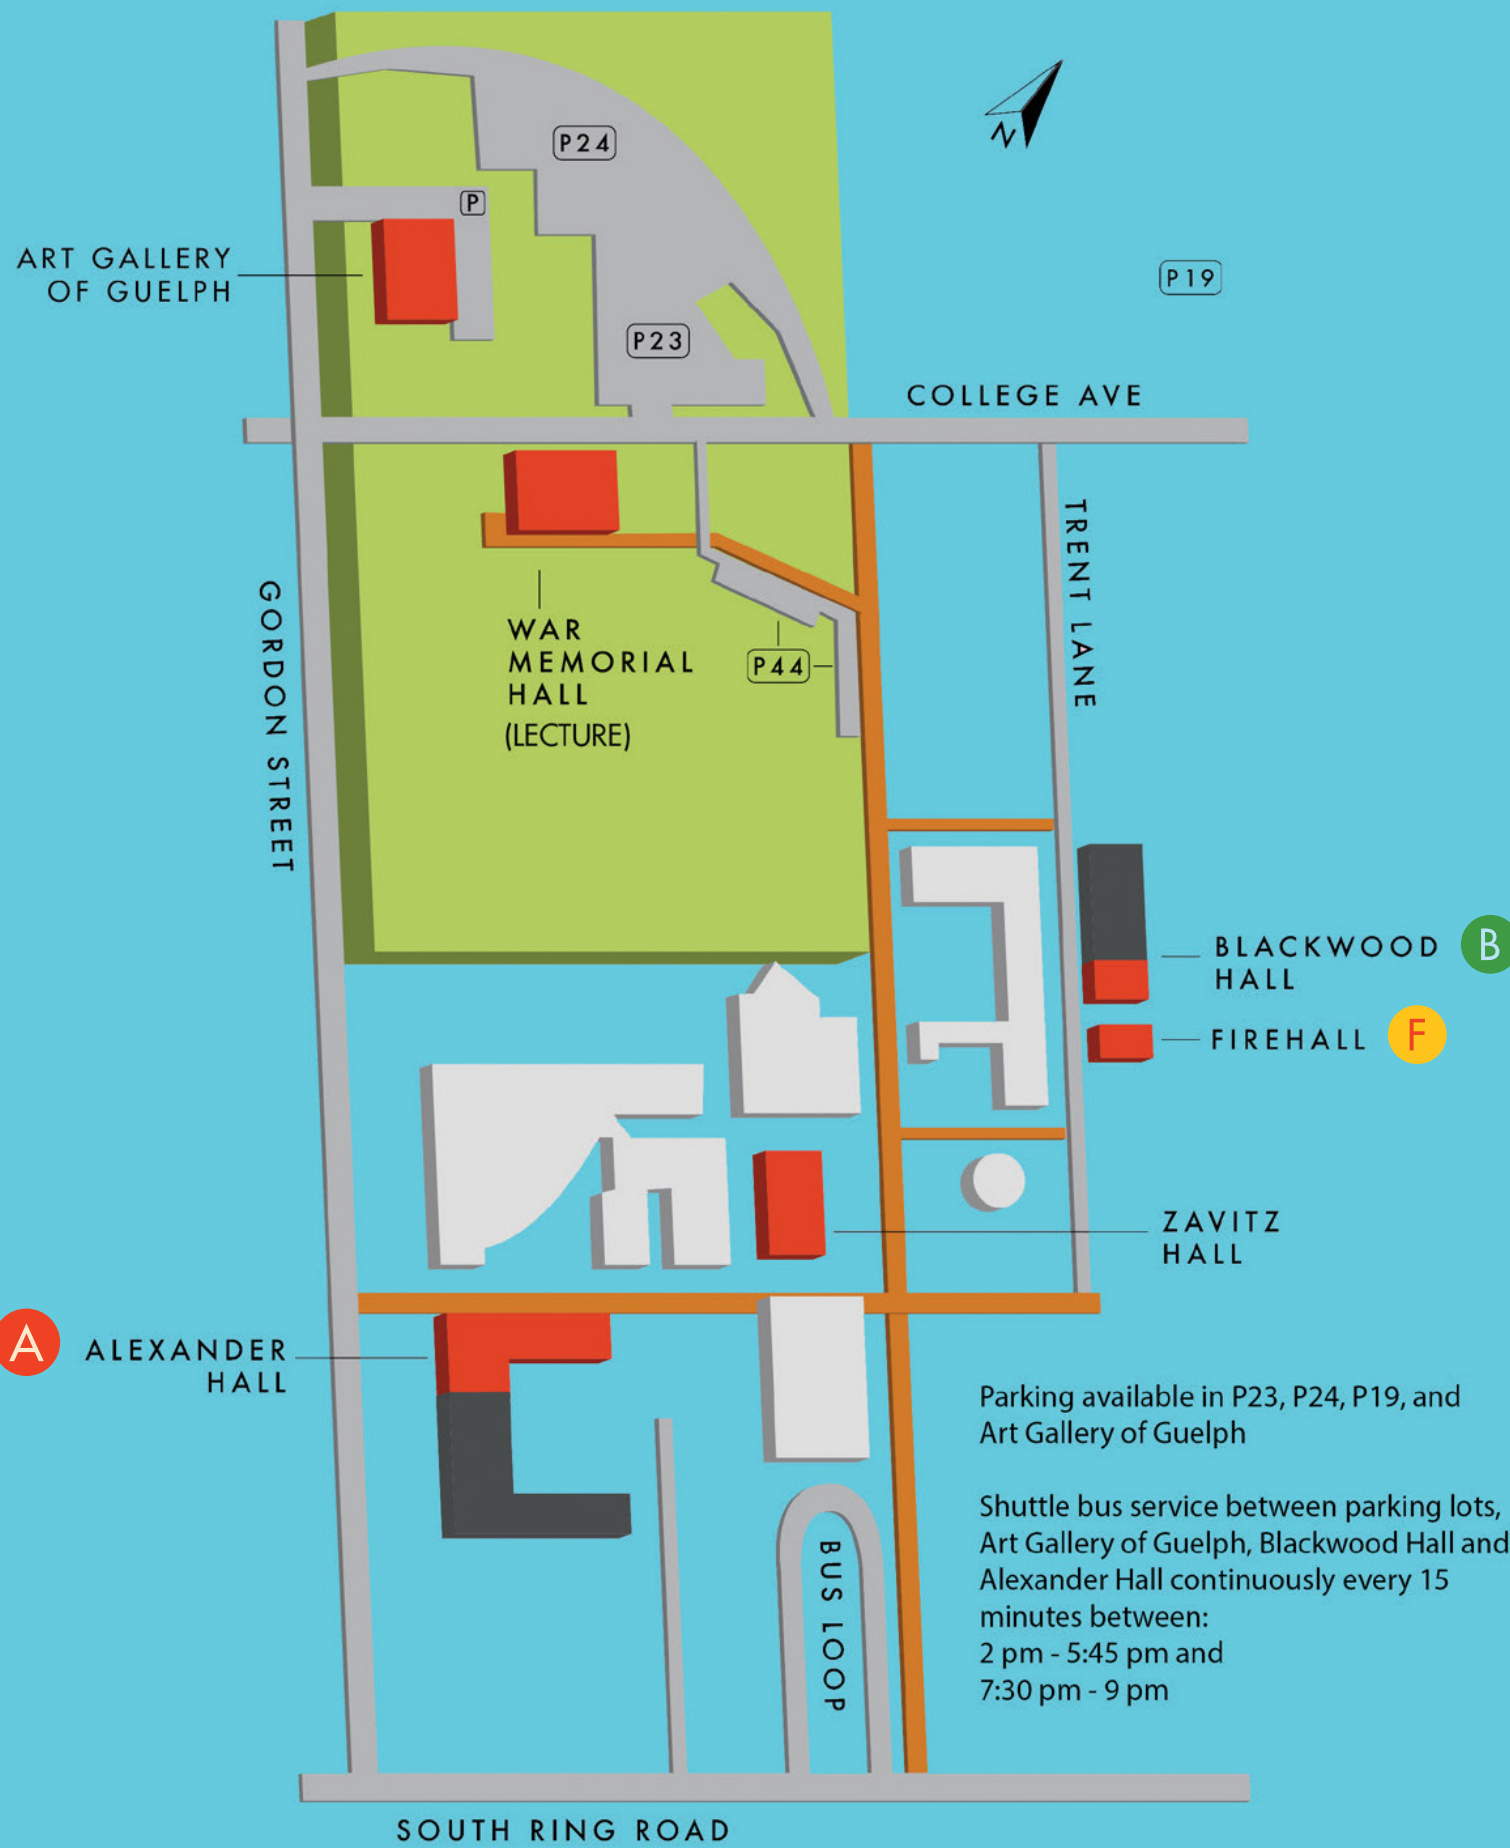 P24
N
P
ART GALLERY
OF GUELPH
P19
P23
COLLEGE AVE
TRENT LANE
GORDON STREET
WAR
MEMORIAL
HALL
(LECTURE)
P44
BLACKWOOD
HALL
B
FIREHALL
F
ZAVITZ
HALL
A
ALEXANDER
HALL
Parking available in P23, P24, P19, and
Art Gallery of Guelph
Shuttle bus service between parking lots,
Art Gallery of Guelph, Blackwood Hall and
Alexander Hall continuously every 15
minutes between:
2 pm - 5:45 pm and
7:30 pm - 9 pm
BUS LOOP
SOUTH RING ROAD